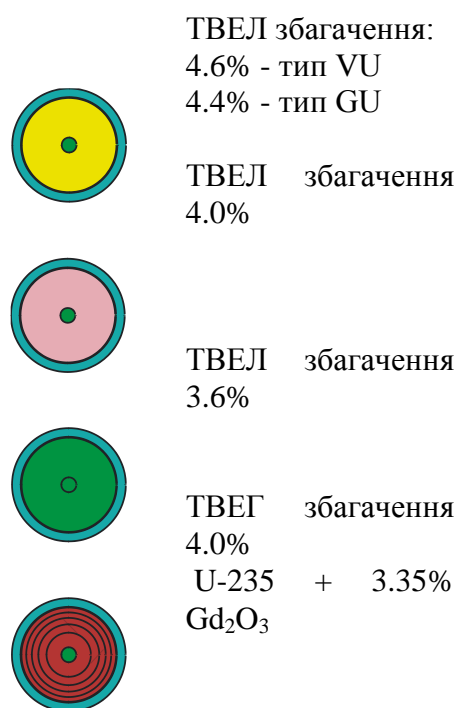 ТВЕЛ збагачення:
4.6% - тип VU
4.4% - тип GU
ТВЕЛ збагачення
4.0%
ТВЕЛ збагачення
3.6%
ТВЕГ збагачення
4.0%
U-235 + 3.35%
Gd₂O₃